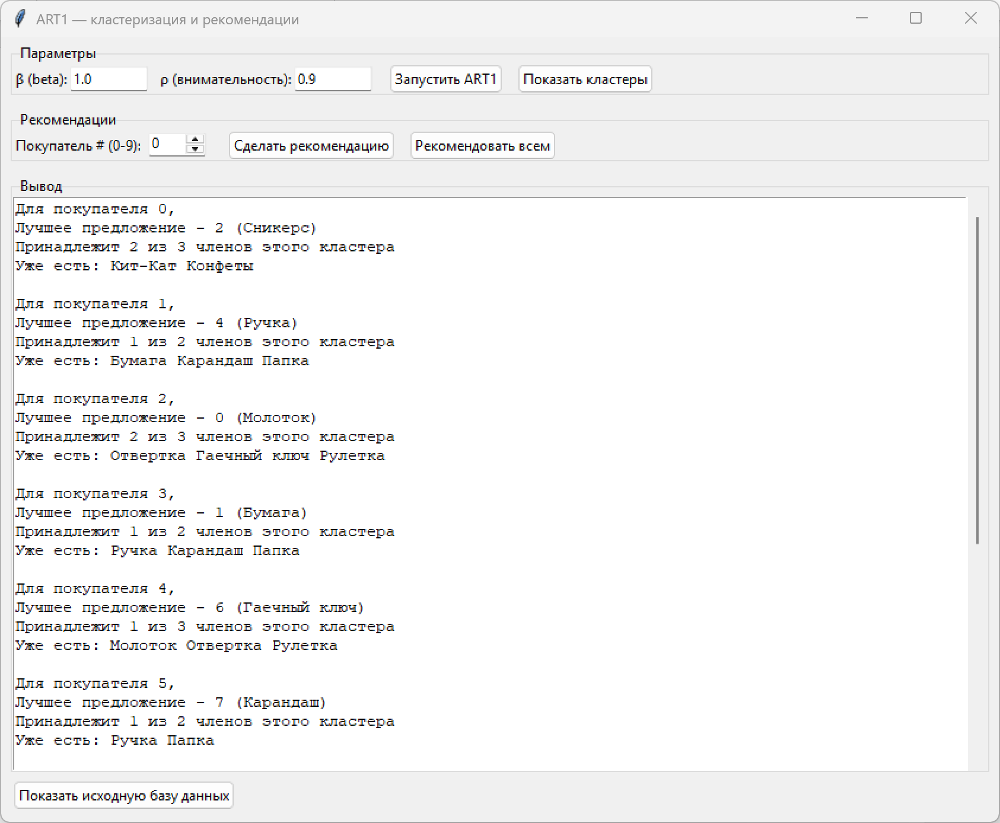 ART1 — кластеризация и рекомендации
Параметры
β (beta): 1.0 ρ (внимательность): 0.9 Запустить ART1 Показать кластеры
Рекомендации
Покупатель # (0-9): 0 Сделать рекомендацию Рекомендовать всем
Вывод
Для покупателя 0,
Лучшее предложение - 2 (Сникерс)
Принадлежит 2 из 3 членов этого кластера
Уже есть: Кит-Кат Конфеты
Для покупателя 1,
Лучшее предложение - 4 (Ручка)
Принадлежит 1 из 2 членов этого кластера
Уже есть: Бумага Карандаш Папка
Для покупателя 2,
Лучшее предложение - 0 (Молоток)
Принадлежит 2 из 3 членов этого кластера
Уже есть: Отвертка Гаечный ключ Рулетка
Для покупателя 3,
Лучшее предложение - 1 (Бумага)
Принадлежит 1 из 2 членов этого кластера
Уже есть: Ручка Карандаш Папка
Для покупателя 4,
Лучшее предложение - 6 (Гаечный ключ)
Принадлежит 1 из 3 членов этого кластера
Уже есть: Молоток Отвертка Рулетка
Для покупателя 5,
Лучшее предложение - 7 (Карандаш)
Принадлежит 1 из 2 членов этого кластера
Уже есть: Ручка Папка
Показать исходную базу данных